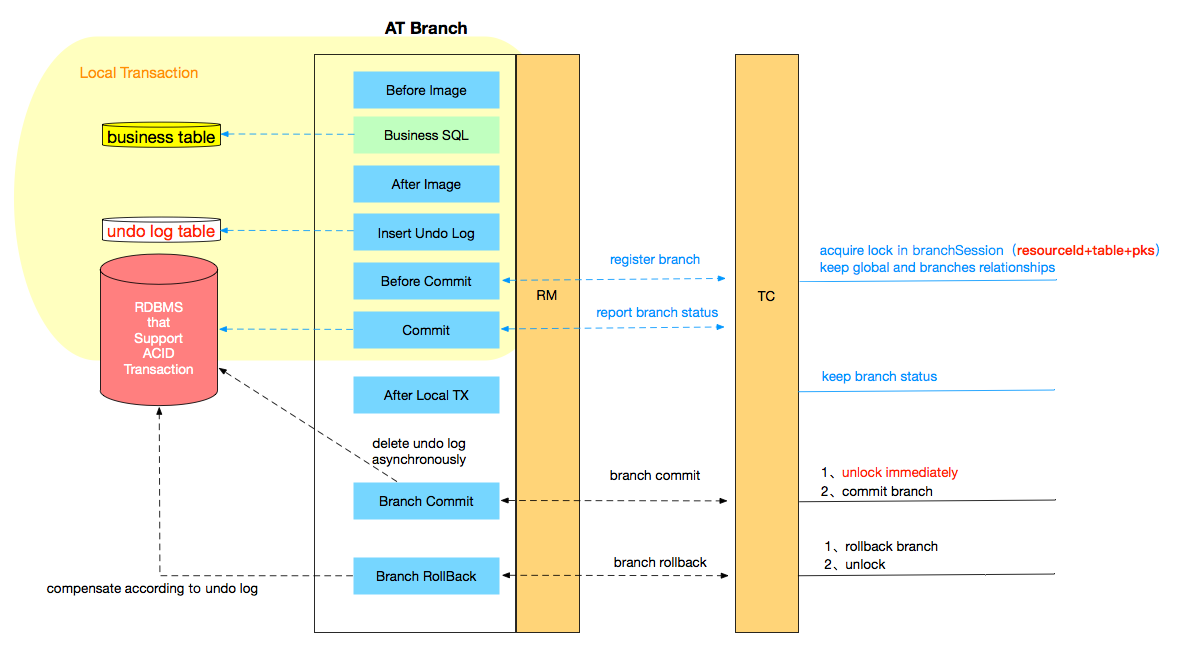 AT Branch
Local Transaction
Before Image
business table
Business SQL
After Image
undo log table
Insert Undo Log
Before Commit
register branch
acquire lock in branchSession（resourceId+table+pks）
keep global and branches relationships
RM
TC
RDBMS
that
Support
ACID
Transaction
Commit
report branch status
After Local TX
keep branch status
delete undo log
asynchronously
Branch Commit
branch commit
1、unlock immediately
2、commit branch
Branch RollBack
branch rollback
1、rollback branch
2、unlock
compensate according to undo log